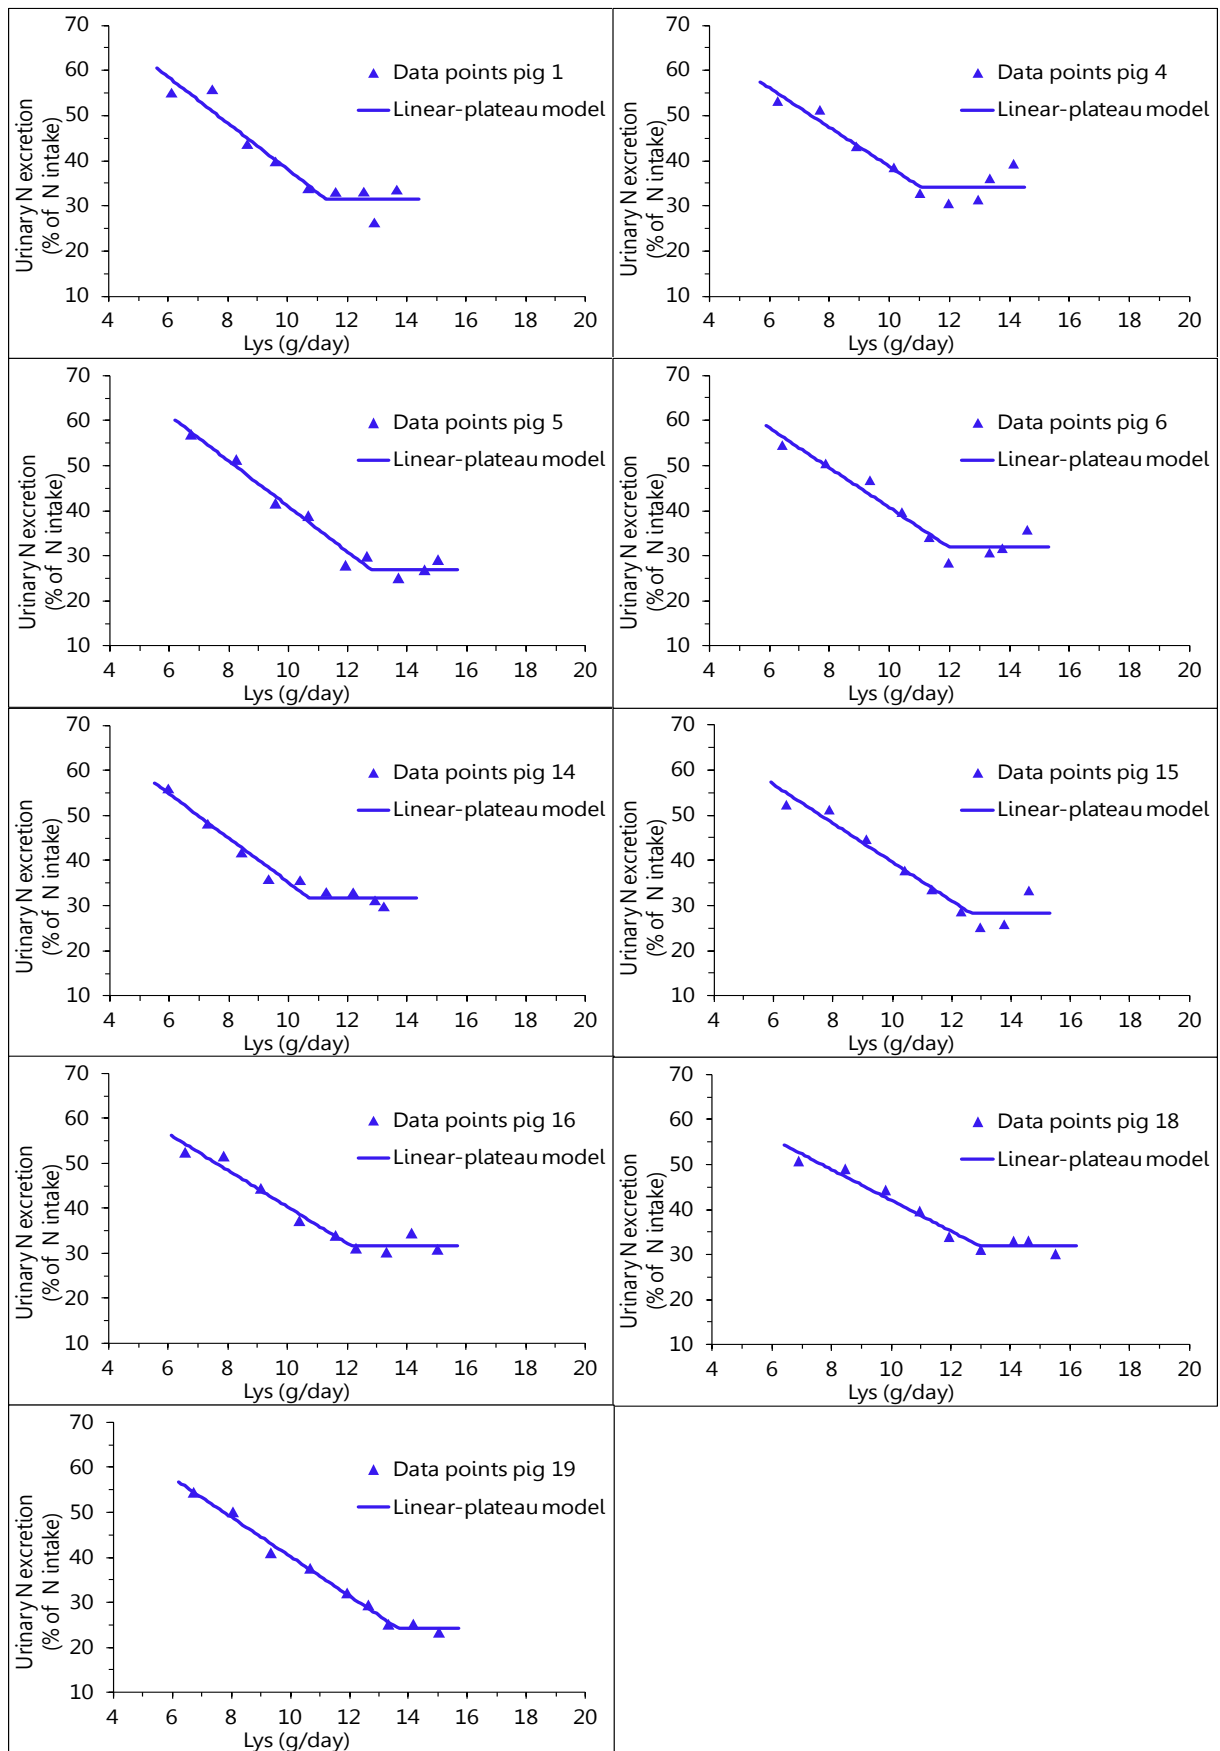 70
60
50
40
30
20
10
Urinary N excretion
(% of N intake)
Data points pig 1
Linear-plateau model
4 6 8 10 12 14 16 18 20
Lys (g/day)
70
60
50
40
30
20
10
Urinary N excretion
(% of N intake)
Data points pig 4
Linear-plateau model
4 6 8 10 12 14 16 18 20
Lys (g/day)
70
60
50
40
30
20
10
Urinary N excretion
(% of N intake)
Data points pig 5
Linear-plateau model
4 6 8 10 12 14 16 18 20
Lys (g/day)
70
60
50
40
30
20
10
Urinary N excretion
(% of N intake)
Data points pig 6
Linear-plateau model
4 6 8 10 12 14 16 18 20
Lys (g/day)
70
60
50
40
30
20
10
Urinary N excretion
(% of N intake)
Data points pig 14
Linear-plateau model
4 6 8 10 12 14 16 18 20
Lys (g/day)
70
60
50
40
30
20
10
Urinary N excretion
(% of N intake)
Data points pig 15
Linear-plateau model
4 6 8 10 12 14 16 18 20
Lys (g/day)
70
60
50
40
30
20
10
Urinary N excretion
(% of N intake)
Data points pig 16
Linear-plateau model
4 6 8 10 12 14 16 18 20
Lys (g/day)
70
60
50
40
30
20
10
Urinary N excretion
(% of N intake)
Data points pig 18
Linear-plateau model
4 6 8 10 12 14 16 18 20
Lys (g/day)
70
60
50
40
30
20
10
Urinary N excretion
(% of N intake)
Data points pig 19
Linear-plateau model
4 6 8 10 12 14 16 18 20
Lys (g/day)